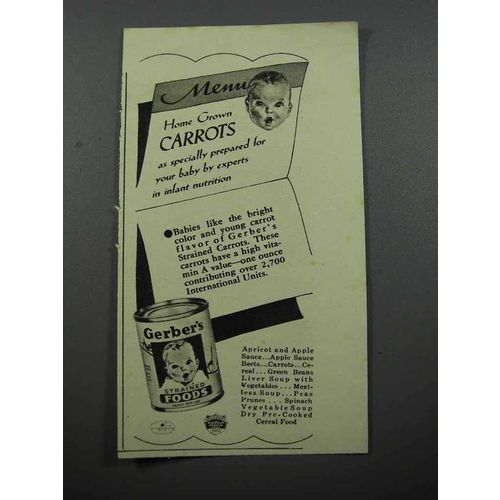 Menu
Home Grown
CARROTS
as specially prepared for
your baby by experts
in infant nutrition
●Babies like the bright
color and young carrot
flavor of Gerber's
Strained Carrots. These
carrots have a high vita-
min A value—one ounce
contributing over 2,700
International Units.
Gerber's
STRAINED
FOODS
Apricot and Apple
Sauce...Apple Sauce
Beets...Carrots...Ce-
real...Green Beans
Liver Soup with
Vegetables...Meat-
less Soup...Peas
Prunes...Spinach
Vegetable Soup
Dry Pre-Cooked
Cereal Food